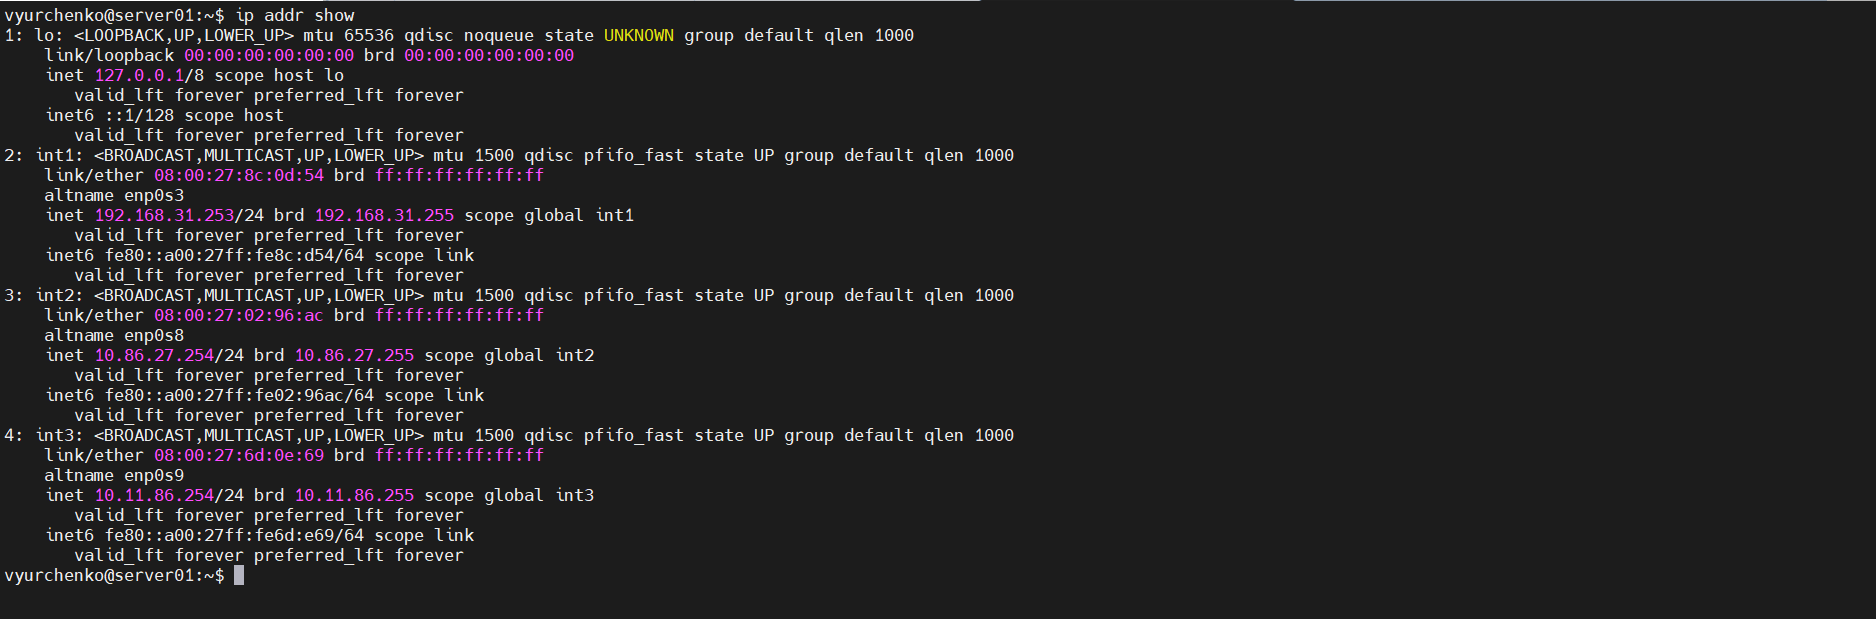 vyurchenko@server01:~$ ip addr show
1: lo: <LOOPBACK,UP,LOWER_UP> mtu 65536 qdisc noqueue state UNKNOWN group default qlen 1000
    link/loopback 00:00:00:00:00:00 brd 00:00:00:00:00:00
    inet 127.0.0.1/8 scope host lo
       valid_lft forever preferred_lft forever
    inet6 ::1/128 scope host
       valid_lft forever preferred_lft forever
2: int1: <BROADCAST,MULTICAST,UP,LOWER_UP> mtu 1500 qdisc pfifo_fast state UP group default qlen 1000
    link/ether 08:00:27:8c:0d:54 brd ff:ff:ff:ff:ff:ff
    altname enp0s3
    inet 192.168.31.253/24 brd 192.168.31.255 scope global int1
       valid_lft forever preferred_lft forever
    inet6 fe80::a00:27ff:fe8c:d54/64 scope link
       valid_lft forever preferred_lft forever
3: int2: <BROADCAST,MULTICAST,UP,LOWER_UP> mtu 1500 qdisc pfifo_fast state UP group default qlen 1000
    link/ether 08:00:27:02:96:ac brd ff:ff:ff:ff:ff:ff
    altname enp0s8
    inet 10.86.27.254/24 brd 10.86.27.255 scope global int2
       valid_lft forever preferred_lft forever
    inet6 fe80::a00:27ff:fe02:96ac/64 scope link
       valid_lft forever preferred_lft forever
4: int3: <BROADCAST,MULTICAST,UP,LOWER_UP> mtu 1500 qdisc pfifo_fast state UP group default qlen 1000
    link/ether 08:00:27:6d:0e:69 brd ff:ff:ff:ff:ff:ff
    altname enp0s9
    inet 10.11.86.254/24 brd 10.11.86.255 scope global int3
       valid_lft forever preferred_lft forever
    inet6 fe80::a00:27ff:fe6d:e69/64 scope link
       valid_lft forever preferred_lft forever
vyurchenko@server01:~$